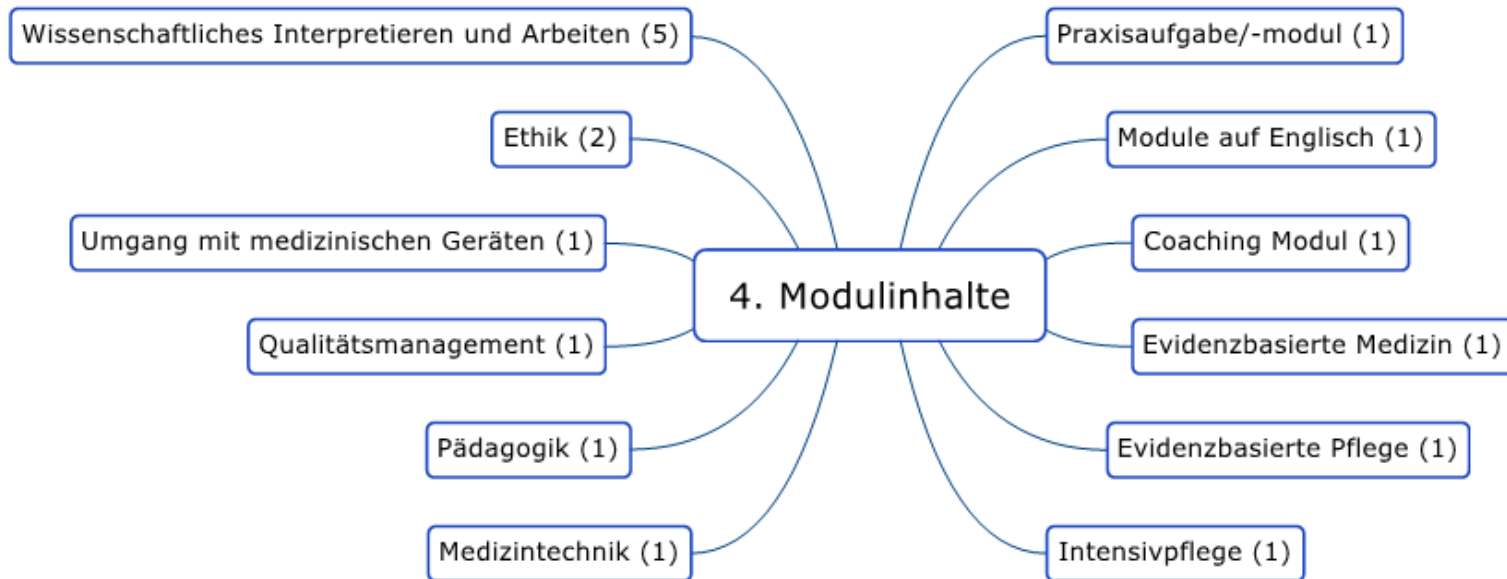 Wissenschaftliches Interpretieren und Arbeiten (5)
Ethik (2)
Umgang mit medizinischen Geräten (1)
Qualitätsmanagement (1)
Pädagogik (1)
Medizintechnik (1)
4. Modulinhalte
Praxisaufgabe/-modul (1)
Module auf Englisch (1)
Coaching Modul (1)
Evidenzbasierte Medizin (1)
Evidenzbasierte Pflege (1)
Intensivpflege (1)